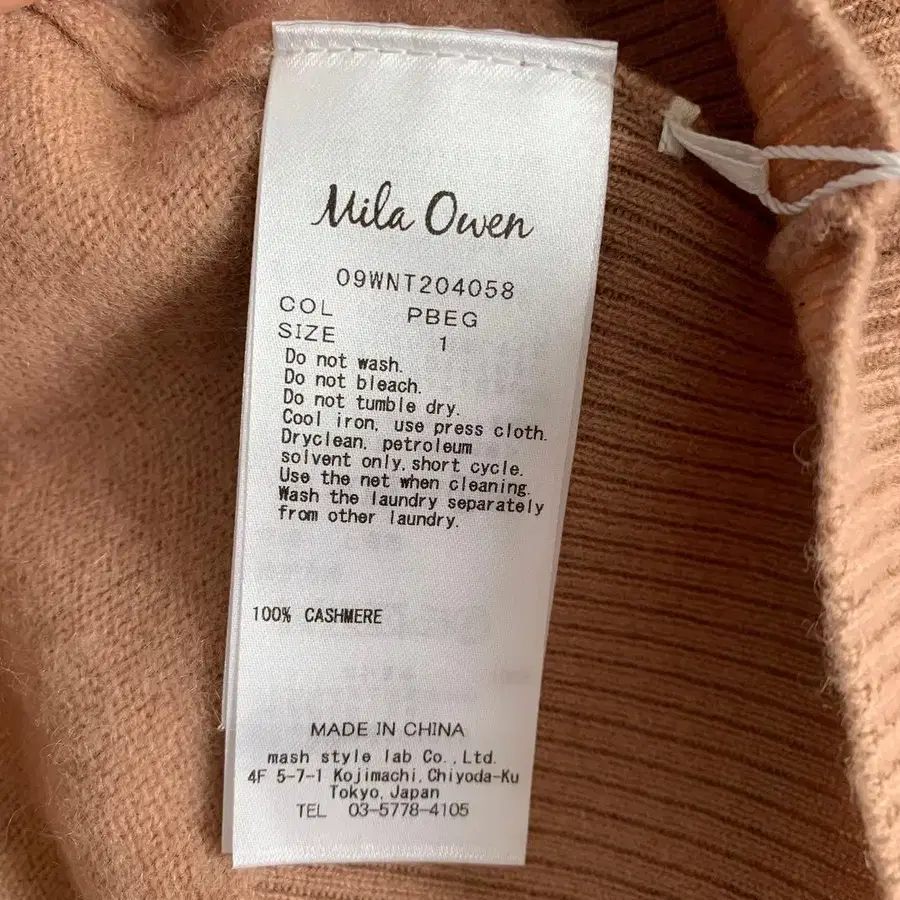 Mila Owen
09WNT204058
COL PBEG
SIZE 1
Do not wash.
Do not bleach.
Do not tumble dry.
Cool iron, use press cloth.
Dryclean, petroleum
solvent only, short cycle.
Use the net when cleaning.
Wash the laundry separately
from other laundry.
100% CASHMERE
MADE IN CHINA
mash style lab Co., Ltd.
4F 5-7-1 Kojimachi, Chiyoda-Ku
Tokyo, Japan
TEL 03-5778-4105